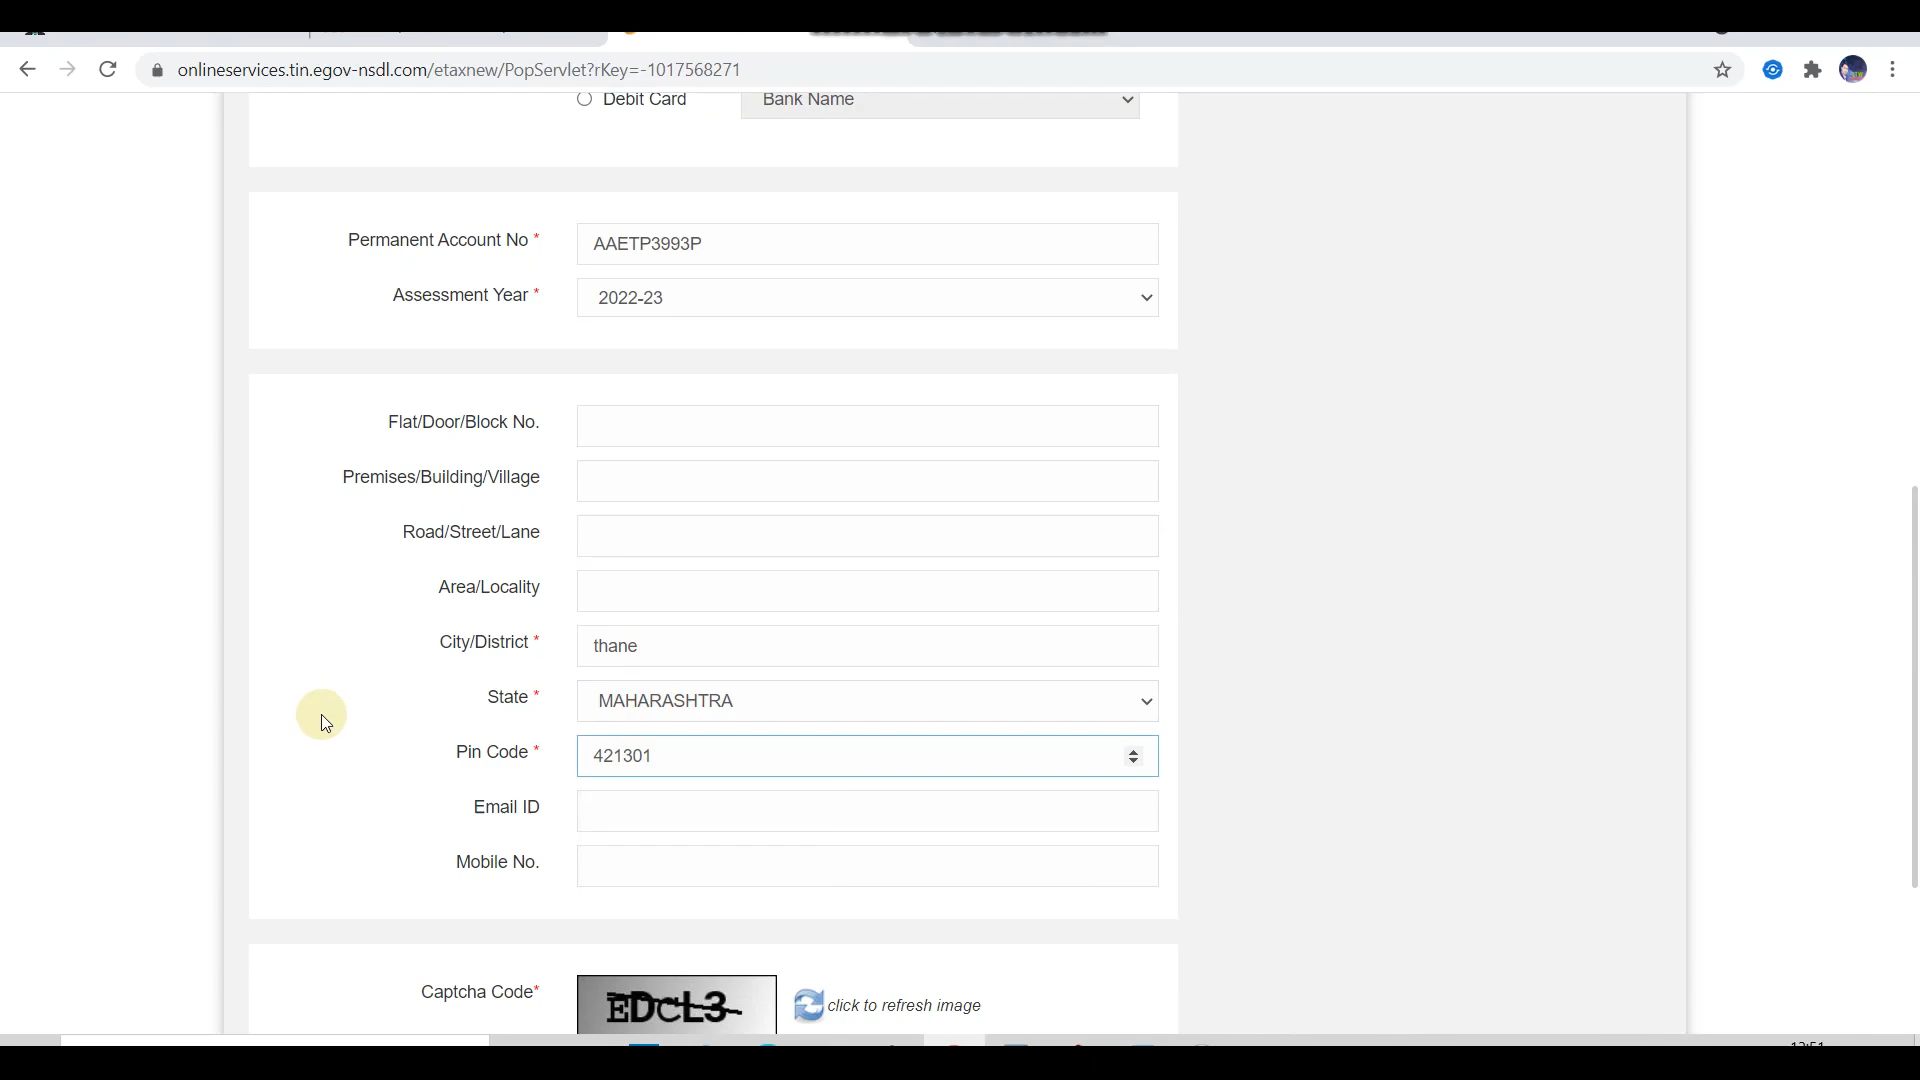 onlineservices.tin.egov-nsdl.com/etaxnew/PopServlet?rKey=-1017568271
Debit Card Bank Name
Permanent Account No * AAETP3993P
Assessment Year * 2022-23
Flat/Door/Block No.
Premises/Building/Village
Road/Street/Lane
Area/Locality
City/District * thane
State * MAHARASHTRA
Pin Code * 421301
Email ID
Mobile No.
Captcha Code* EDcL3 click to refresh image